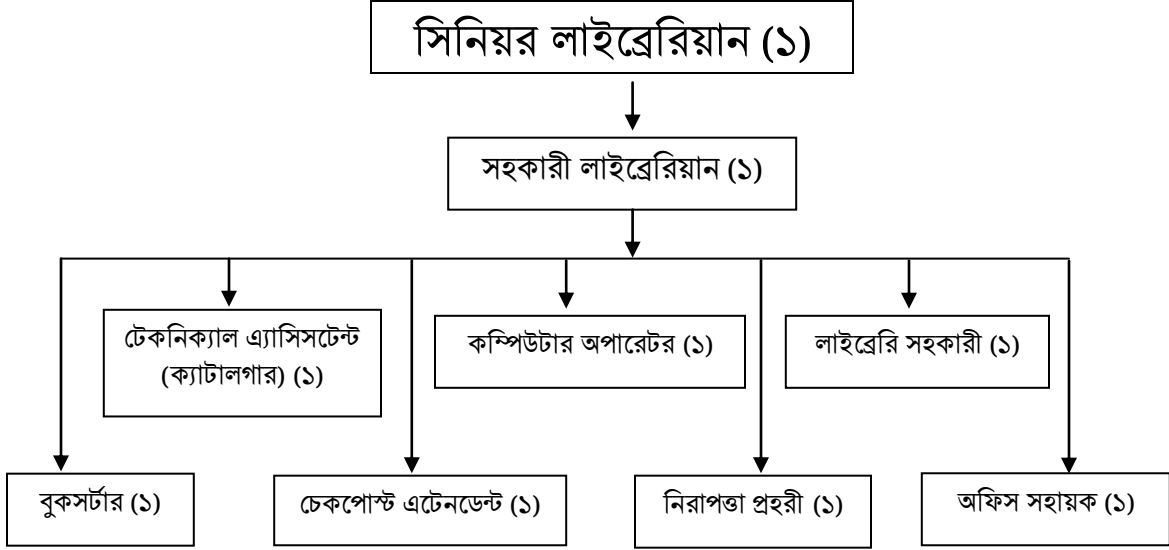 সিনিয়র লাইব্রেরিয়ান (১)
সহকারী লাইব্রেরিয়ান (১)
টেকনিক্যাল এ্যাসিসটেন্ট
(ক্যাটালগার) (১)
কম্পিউটার অপারেটর (১)
লাইব্রেরি সহকারী (১)
বুকসর্টার (১)
চেকপোস্ট এটেনডেন্ট (১)
নিরাপত্তা প্রহরী (১)
অফিস সহায়ক (১)